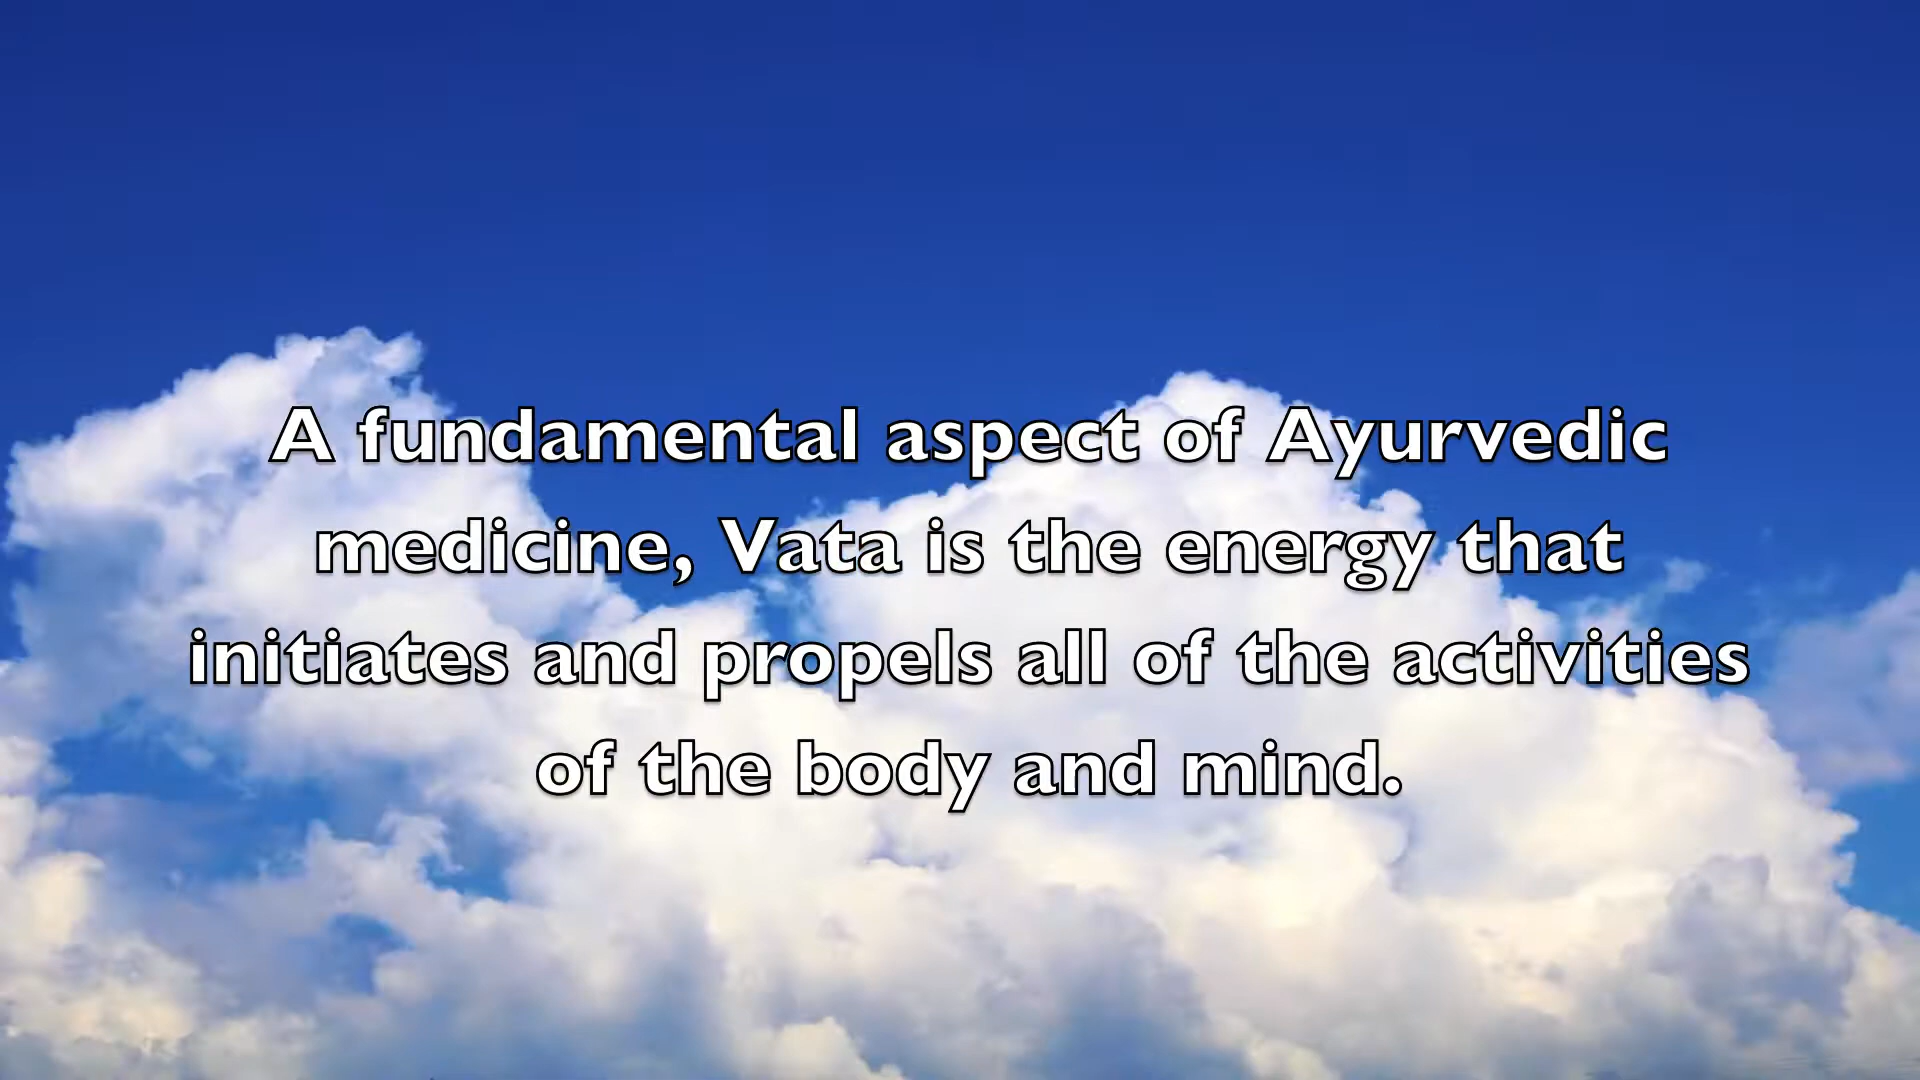 A fundamental aspect of Ayurvedic
medicine, Vata is the energy that
initiates and propels all of the activities
of the body and mind.